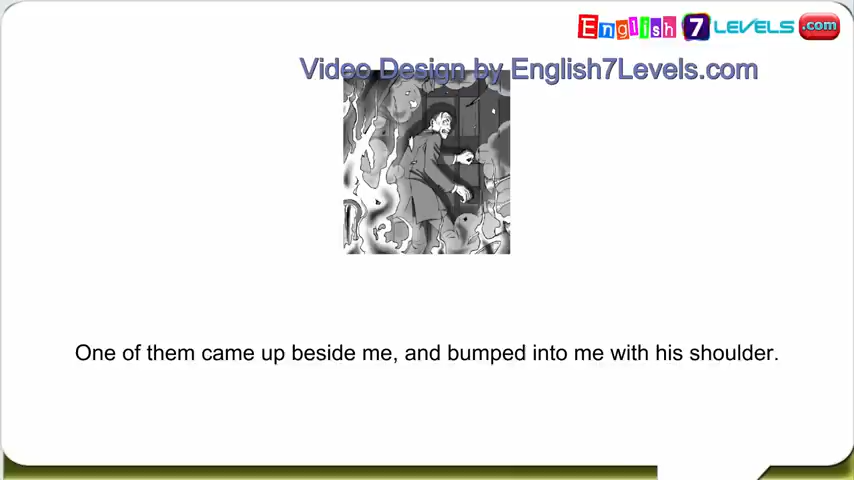 English 7 LEVELS .com
Video Design by English7Levels.com
One of them came up beside me, and bumped into me with his shoulder.